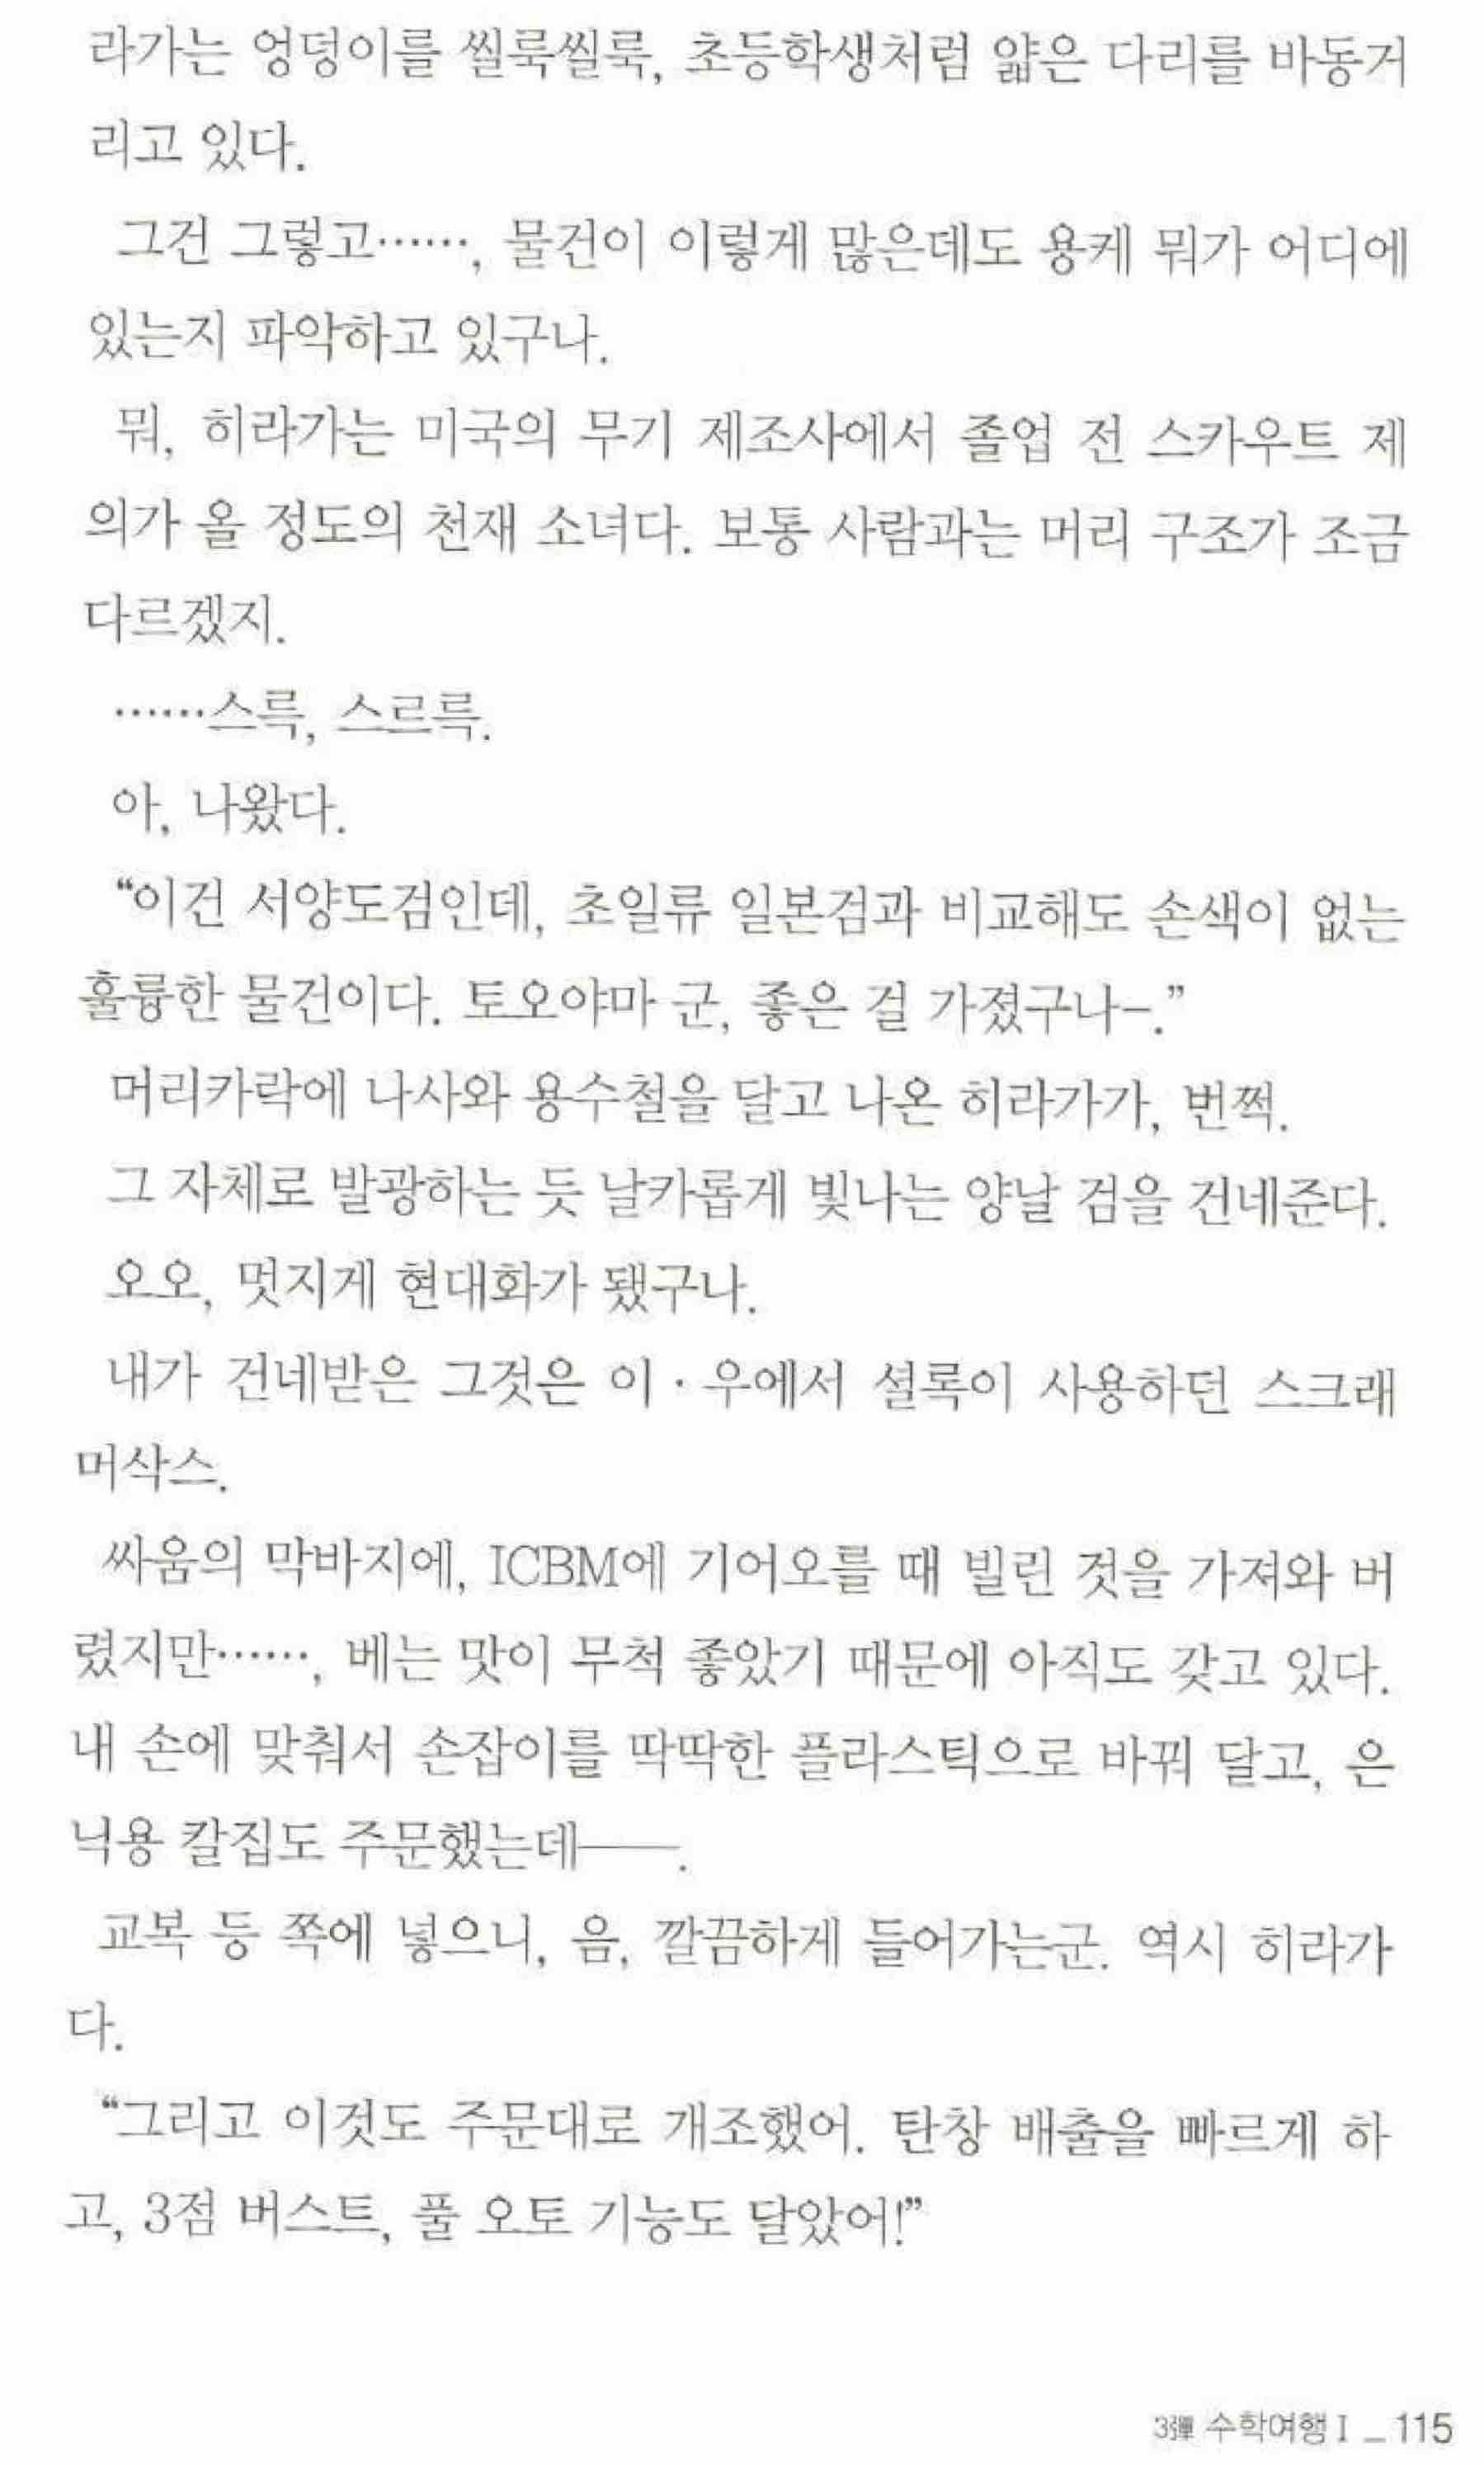 라가는 엉덩이를 씰룩씰룩, 초등학생처럼 얇은 다리를 바동거
리고 있다.
그건 그렇고……, 물건이 이렇게 많은데도 용케 뭐가 어디에
있는지 파악하고 있구나.
뭐, 히라가는 미국의 무기 제조사에서 졸업 전 스카우트 제
의가 올 정도의 천재 소녀다. 보통 사람과는 머리 구조가 조금
다르겠지.
……스륵, 스르륵.
아, 나왔다.
“이건 서양도검인데, 초일류 일본검과 비교해도 손색이 없는
훌륭한 물건이다. 토오야마 군, 좋은 걸 가졌구나-.”
머리카락에 나사와 용수철을 달고 나온 히라가가, 번쩍.
그 자체로 발광하는 듯 날카롭게 빛나는 양날 검을 건네준다.
오오, 멋지게 현대화가 됐구나.
내가 건네받은 그것은 이·우에서 셜록이 사용하던 스크래
머삭스.
싸움의 막바지에, ICBM에 기어오를 때 빌린 것을 가져와 버
렸지만……, 베는 맛이 무척 좋았기 때문에 아직도 갖고 있다.
내 손에 맞춰서 손잡이를 딱딱한 플라스틱으로 바꿔 달고, 은
닉용 칼집도 주문했는데──.
교복 등 쪽에 넣으니, 음, 깔끔하게 들어가는군. 역시 히라가
다.
“그리고 이것도 주문대로 개조했어. 탄창 배출을 빠르게 하
고, 3점 버스트, 풀 오토 기능도 달았어!”
3彈 수학여행 I _ 115